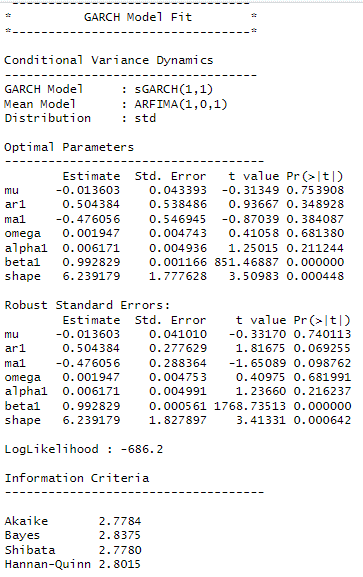 *---------------------------------*
*          GARCH Model Fit        *
*---------------------------------*
Conditional Variance Dynamics
-----------------------------------
GARCH Model : sGARCH(1,1)
Mean Model : ARFIMA(1,0,1)
Distribution : std
Optimal Parameters
------------------------------------
Estimate Std. Error t value Pr(>|t|)
mu -0.013603 0.043393 -0.31349 0.753908
ar1 0.504384 0.538486 0.93667 0.348928
ma1 -0.476056 0.546945 -0.87039 0.384087
omega 0.001947 0.004743 0.41058 0.681380
alpha1 0.006171 0.004936 1.25015 0.211244
beta1 0.992829 0.001166 851.46887 0.000000
shape 6.239179 1.777628 3.50983 0.000448
Robust Standard Errors:
Estimate Std. Error t value Pr(>|t|)
mu -0.013603 0.041010 -0.33170 0.740113
ar1 0.504384 0.277629 1.81675 0.069255
ma1 -0.476056 0.288364 -1.65089 0.098762
omega 0.001947 0.004753 0.40975 0.681991
alpha1 0.006171 0.004991 1.23660 0.216237
beta1 0.992829 0.000561 1768.73513 0.000000
shape 6.239179 1.827897 3.41331 0.000642
LogLikelihood : -686.2
Information Criteria
------------------------------------
Akaike 2.7784
Bayes 2.8375
Shibata 2.7780
Hannan-Quinn 2.8015